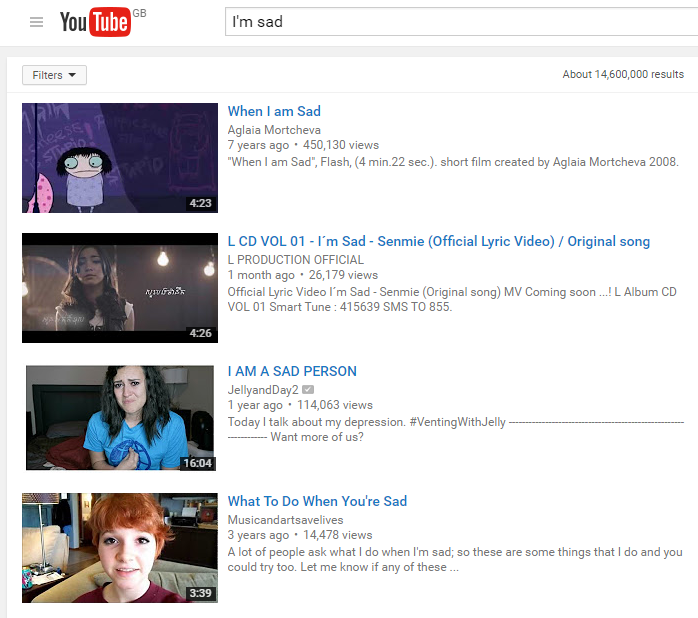 YouTube GB
I'm sad
Filters
About 14,600,000 results
When I am Sad
Aglaia Mortcheva
7 years ago • 450,130 views
"When I am Sad", Flash, (4 min.22 sec.). short film created by Aglaia Mortcheva 2008.
4:23
L CD VOL 01 - I´m Sad - Senmie (Official Lyric Video) / Original song
L PRODUCTION OFFICIAL
1 month ago • 26,179 views
Official Lyric Video I´m Sad - Senmie (Original song) MV Coming soon ...! L Album CD
VOL 01 Smart Tune : 415639 SMS TO 855.
4:26
I AM A SAD PERSON
JellyandDay2
1 year ago • 114,063 views
Today I talk about my depression. #VentingWithJelly ------------------------------------------------------
------------ Want more of us?
16:04
What To Do When You're Sad
Musicandartsavelives
3 years ago • 14,478 views
A lot of people ask what I do when I'm sad; so these are some things that I do and you
could try too. Let me know if any of these ...
3:39